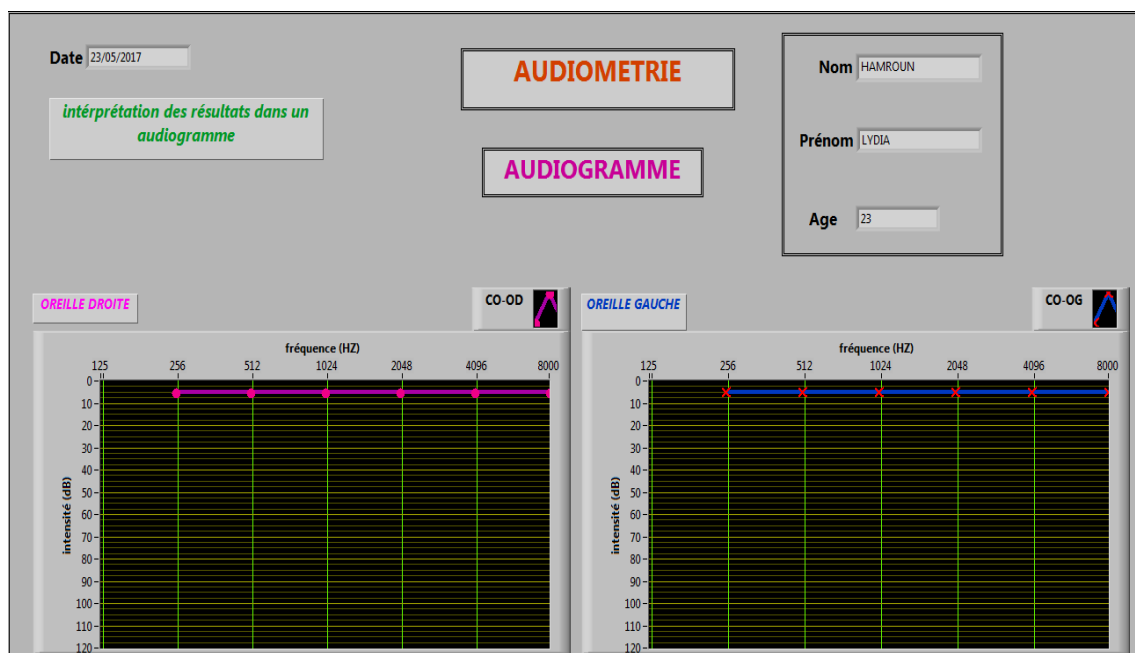 Date 23/05/2017
intérprétation des résultats dans un
audiogramme
AUDIOMETRIE
AUDIOGRAMME
Nom HAMROUN
Prénom LYDIA
Age 23
OREILLE DROITE
CO-OD
fréquence (HZ)
125 256 512 1024 2048 4096 8000
intensité (dB)
0
10
20
30
40
50
60
70
80
90
100
110
120
OREILLE GAUCHE
CO-OG
fréquence (HZ)
125 256 512 1024 2048 4096 8000
intensité (dB)
0
10
20
30
40
50
60
70
80
90
100
110
120